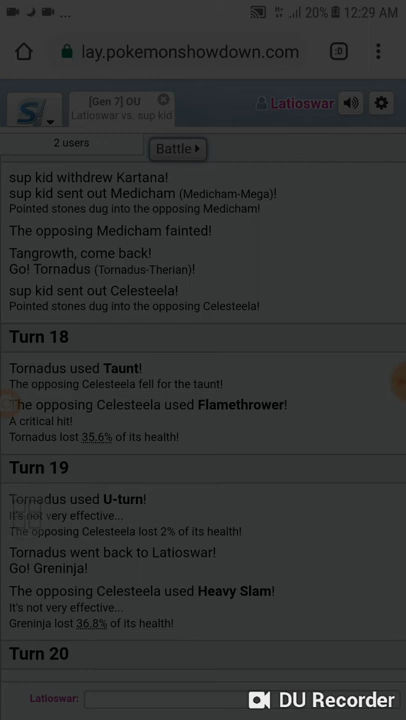 ... 20% 12:29 AM
lay.pokemonshowdown.com :D
[Gen 7] OU
Latioswar vs. sup kid
Latioswar
2 users
Battle
sup kid withdrew Kartana!
sup kid sent out Medicham (Medicham-Mega)!
Pointed stones dug into the opposing Medicham!
The opposing Medicham fainted!
Tangrowth, come back!
Go! Tornadus (Tornadus-Therian)!
sup kid sent out Celesteela!
Pointed stones dug into the opposing Celesteela!
Turn 18
Tornadus used Taunt!
The opposing Celesteela fell for the taunt!
The opposing Celesteela used Flamethrower!
A critical hit!
Tornadus lost 35.6% of its health!
Turn 19
Tornadus used U-turn!
It's not very effective...
The opposing Celesteela lost 2% of its health!
Tornadus went back to Latioswar!
Go! Greninja!
The opposing Celesteela used Heavy Slam!
It's not very effective...
Greninja lost 36.8% of its health!
Turn 20
Latioswar:
DU Recorder